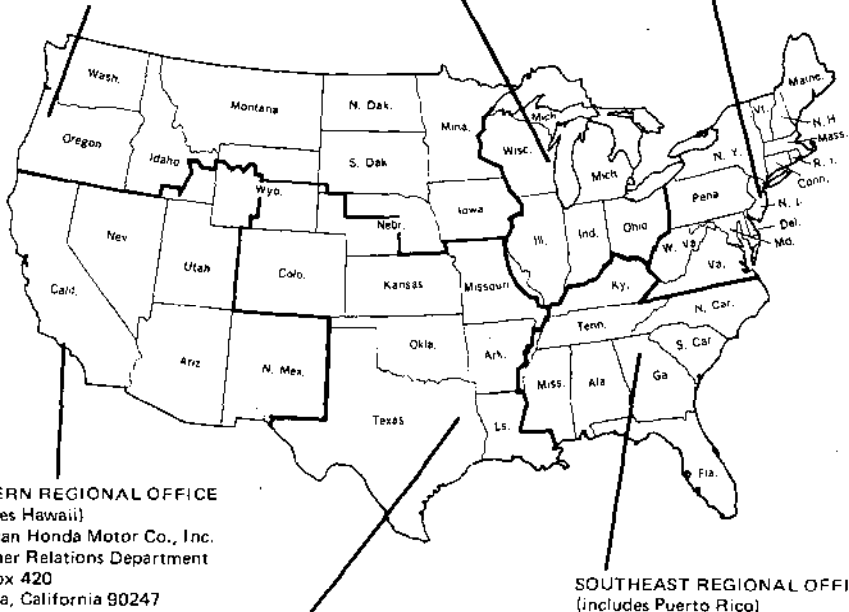 Wash.
Montana
N. Dak.
Minn.
Mich
Vt.
Maine.
N. H
Mass.
Oregon
Idaho
S. Dak
Wisc.
Mich
N. Y.
R. I.
Conn.
Wyo.
Iowa
Penna
N. J.
Nebr.
Ill.
Ind.
Ohio
Del.
Md.
Nev
Utah
Colo.
Kansas
Missouri
W. Va.
Va.
Ky.
Calif.
N. Car.
Tenn.
Ariz
N. Mex.
Okla.
Ark.
S. Car
Miss.
Ala
Ga
Texas
Ls.
Fla.
ERN REGIONAL OFFICE
es Hawaii)
an Honda Motor Co., Inc.
er Relations Department
ox 420
a, California 90247
SOUTHEAST REGIONAL OFFI
(includes Puerto Rico)